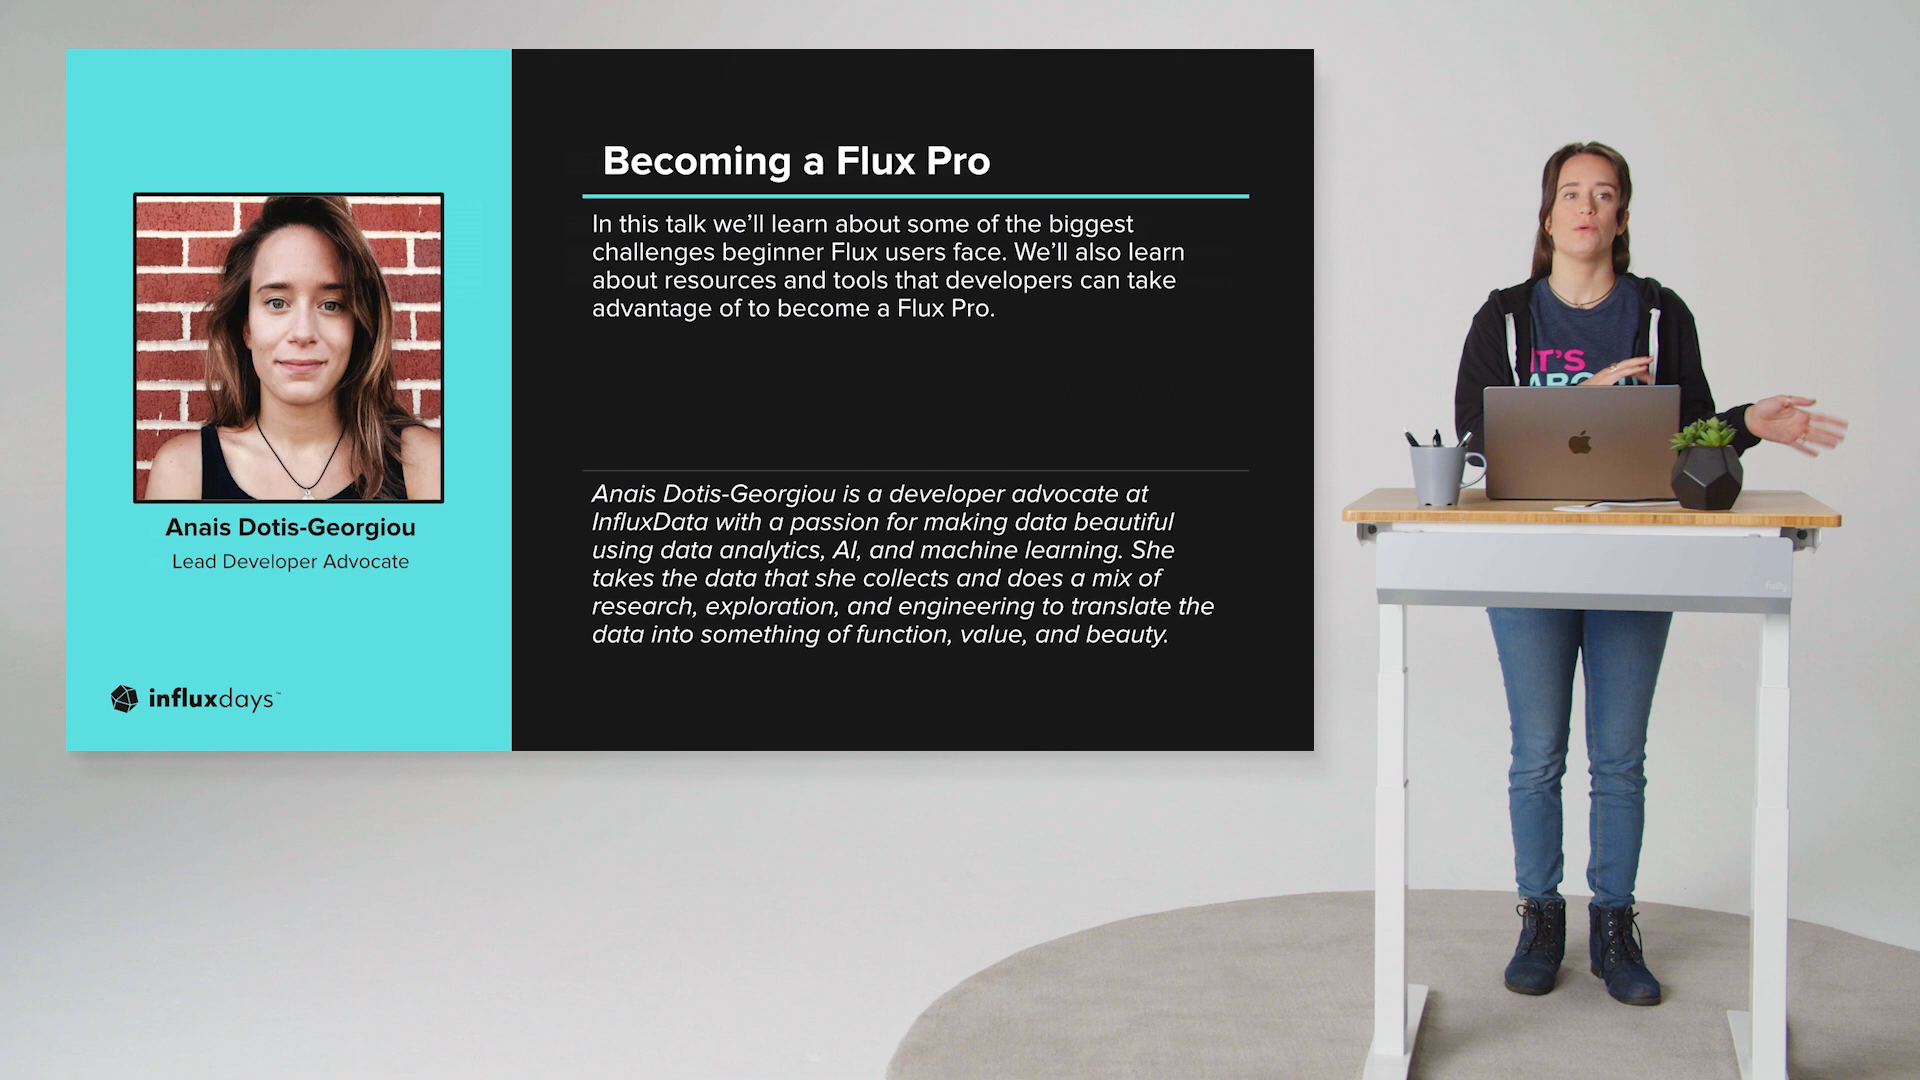 Becoming a Flux Pro
In this talk we’ll learn about some of the biggest
challenges beginner Flux users face. We’ll also learn
about resources and tools that developers can take
advantage of to become a Flux Pro.
Anais Dotis-Georgiou is a developer advocate at
InfluxData with a passion for making data beautiful
using data analytics, AI, and machine learning. She
takes the data that she collects and does a mix of
research, exploration, and engineering to translate the
data into something of function, value, and beauty.
Anais Dotis-Georgiou
Lead Developer Advocate
influxdays™
IT'S
ABO
fully